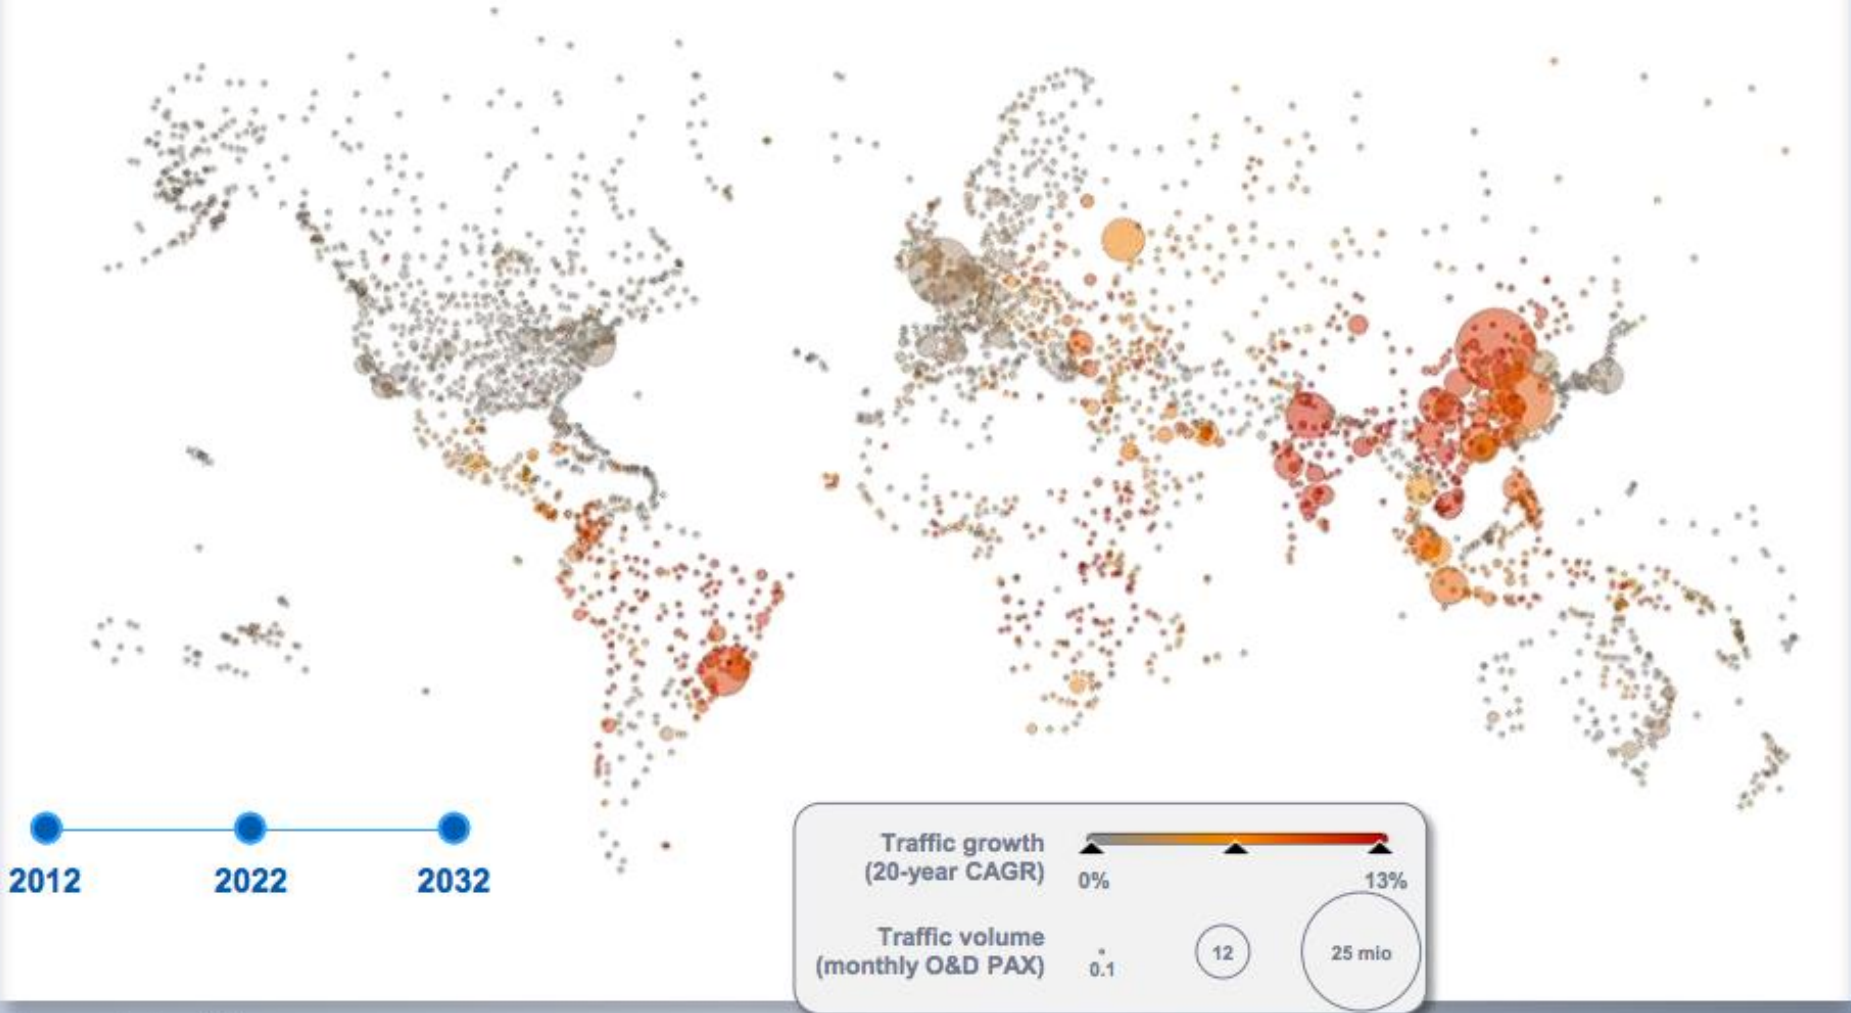 2012
2022
2032
Traffic growth
(20-year CAGR)
0%
13%
Traffic volume
(monthly O&D PAX)
0.1
12
25 mio